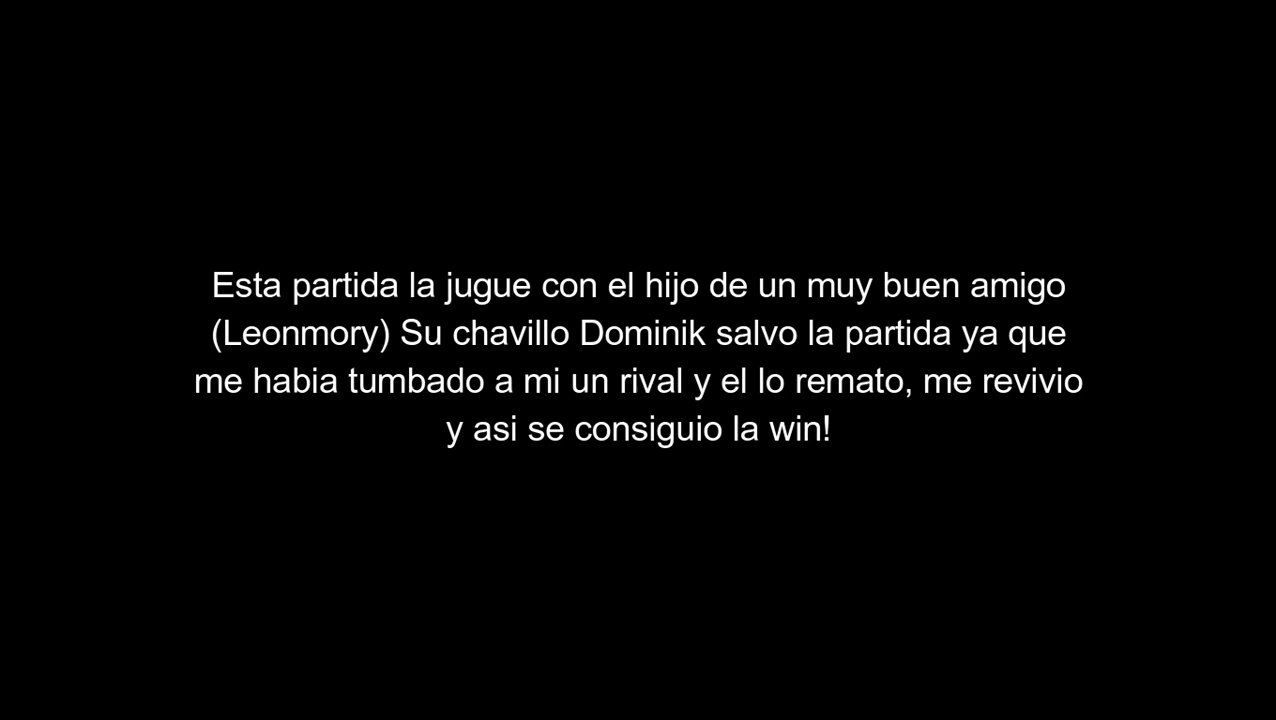 Esta partida la jugue con el hijo de un muy buen amigo
(Leonmory) Su chavillo Dominik salvo la partida ya que
me habia tumbado a mi un rival y el lo remato, me revivio
y asi se consiguio la win!